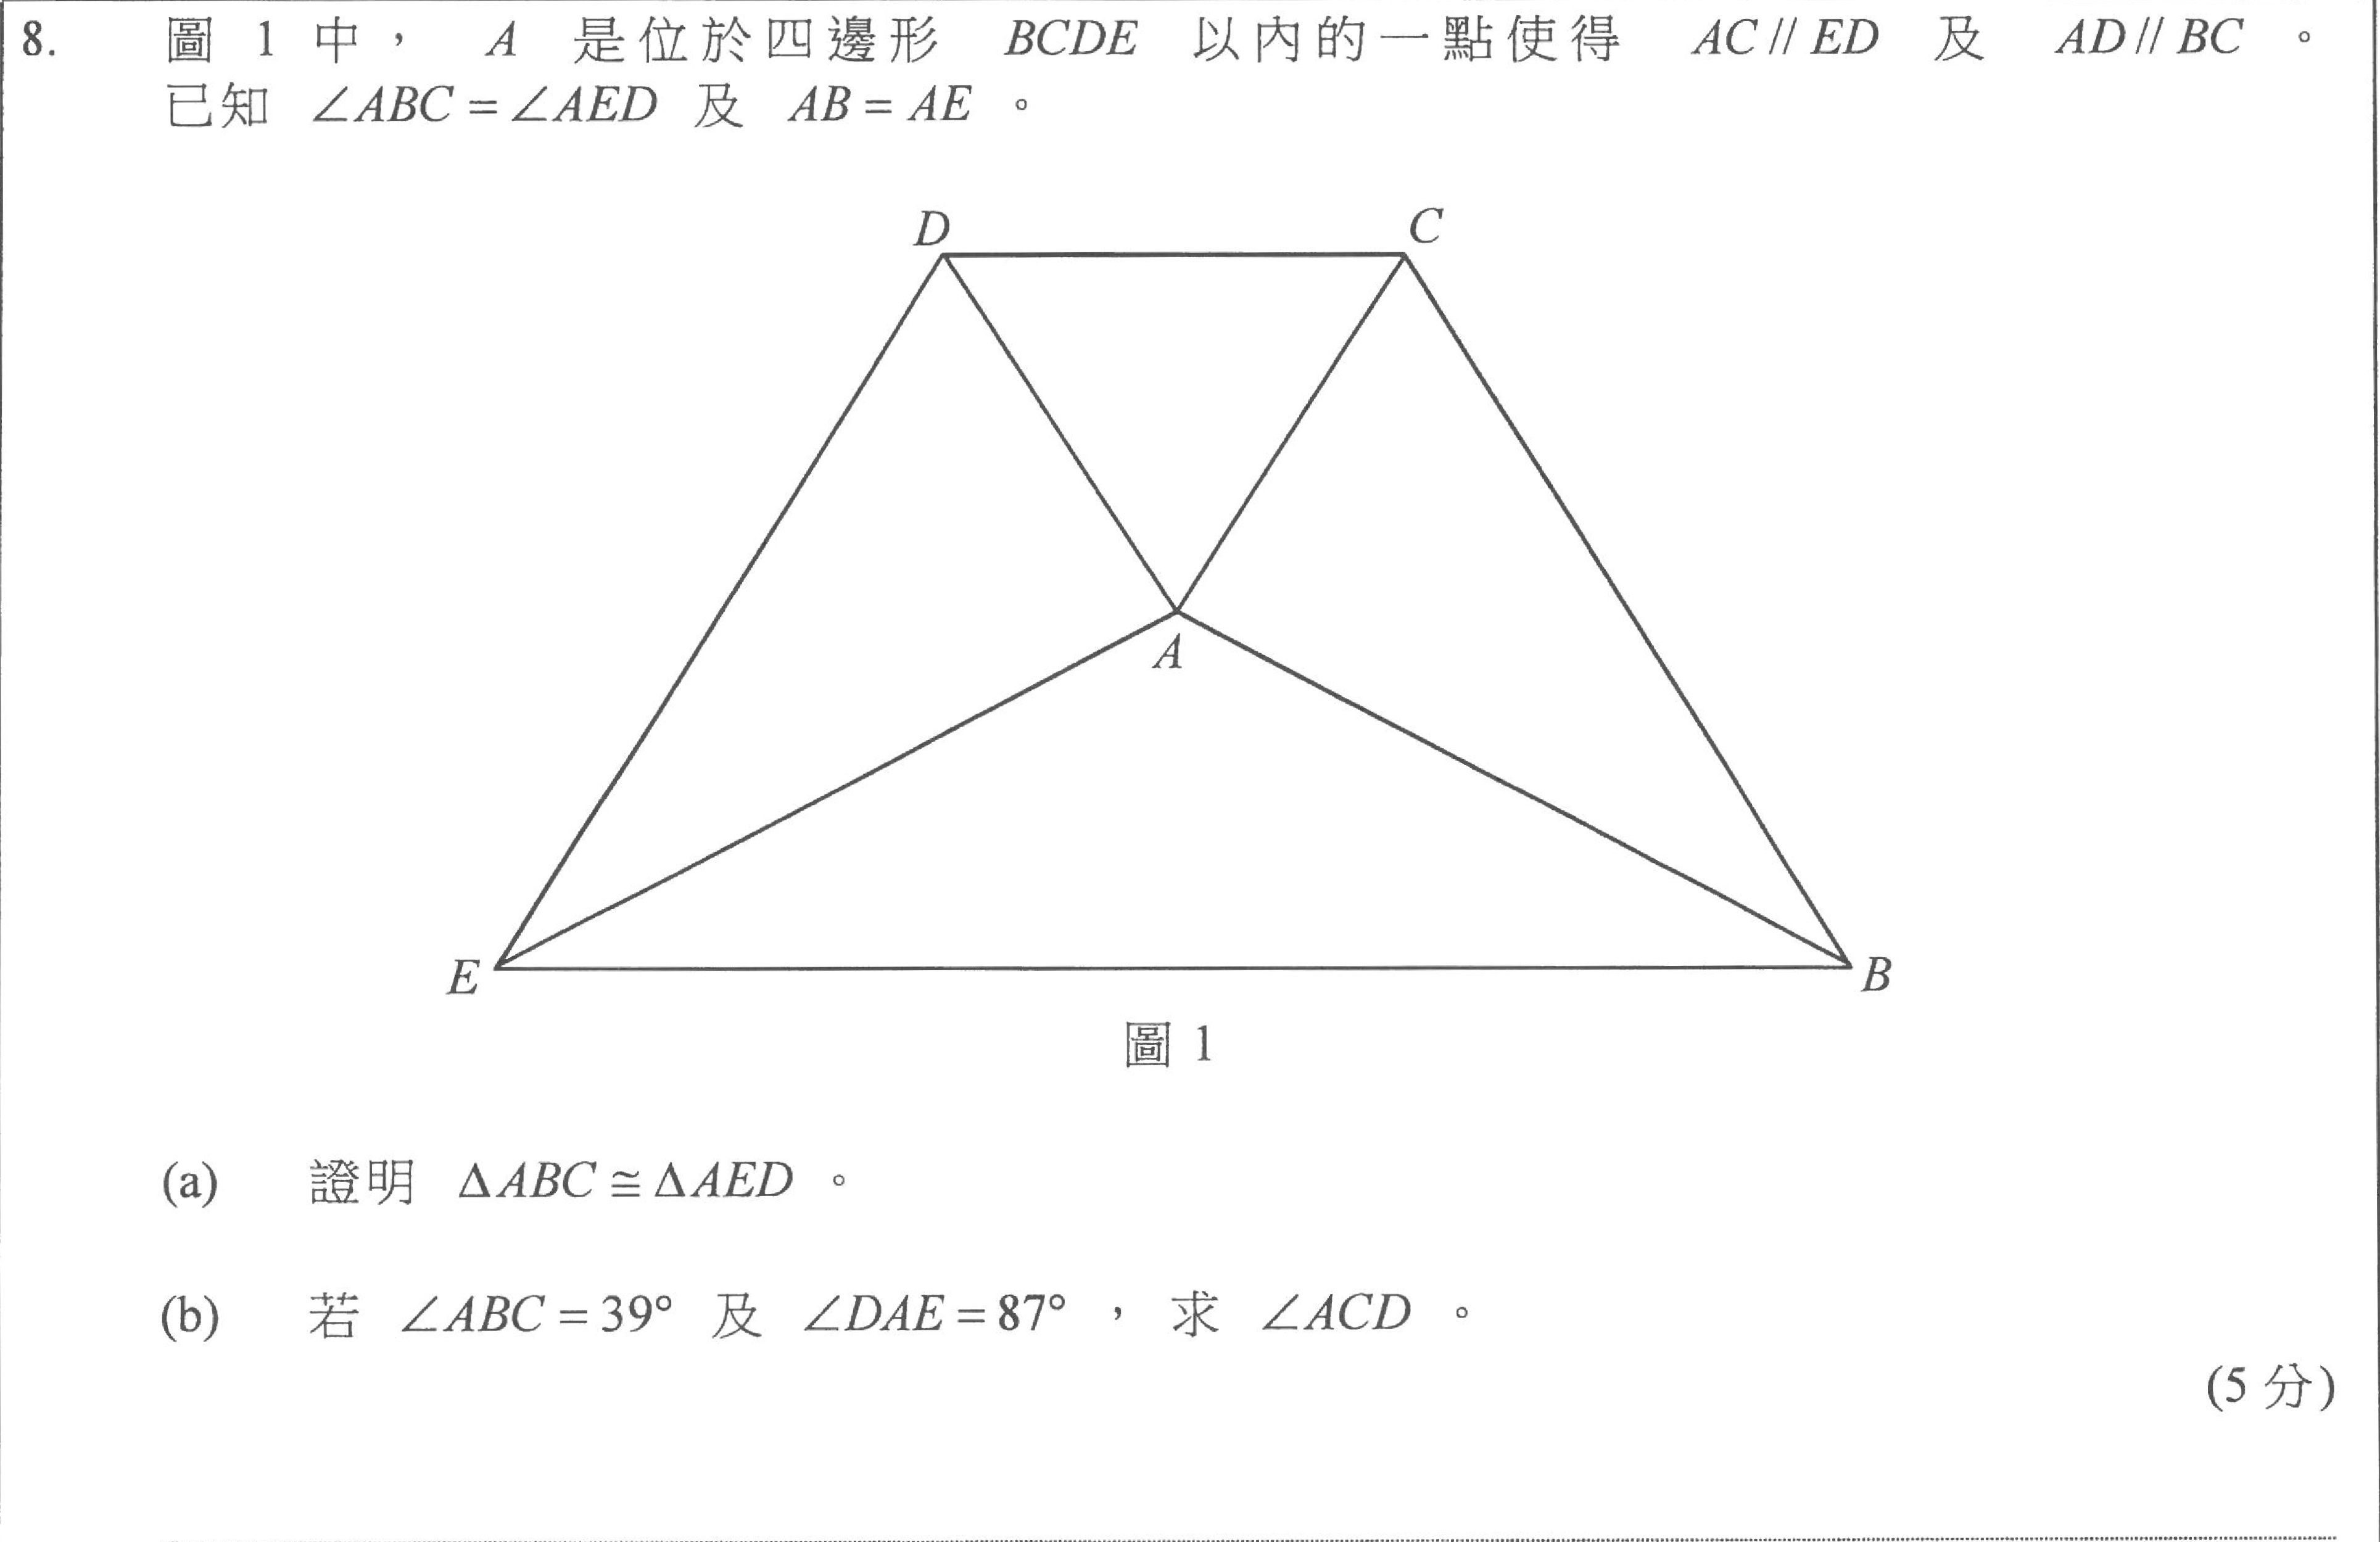 8. 圖 1 中， A 是位於四邊形 BCDE 以內的一點使得 AC // ED 及 AD // BC 。
已知 ∠ABC = ∠AED 及 AB = AE 。
D C
A
E B
圖 1
(a) 證明 ΔABC ≅ ΔAED 。
(b) 若 ∠ABC = 39° 及 ∠DAE = 87° ，求 ∠ACD 。
(5 分)